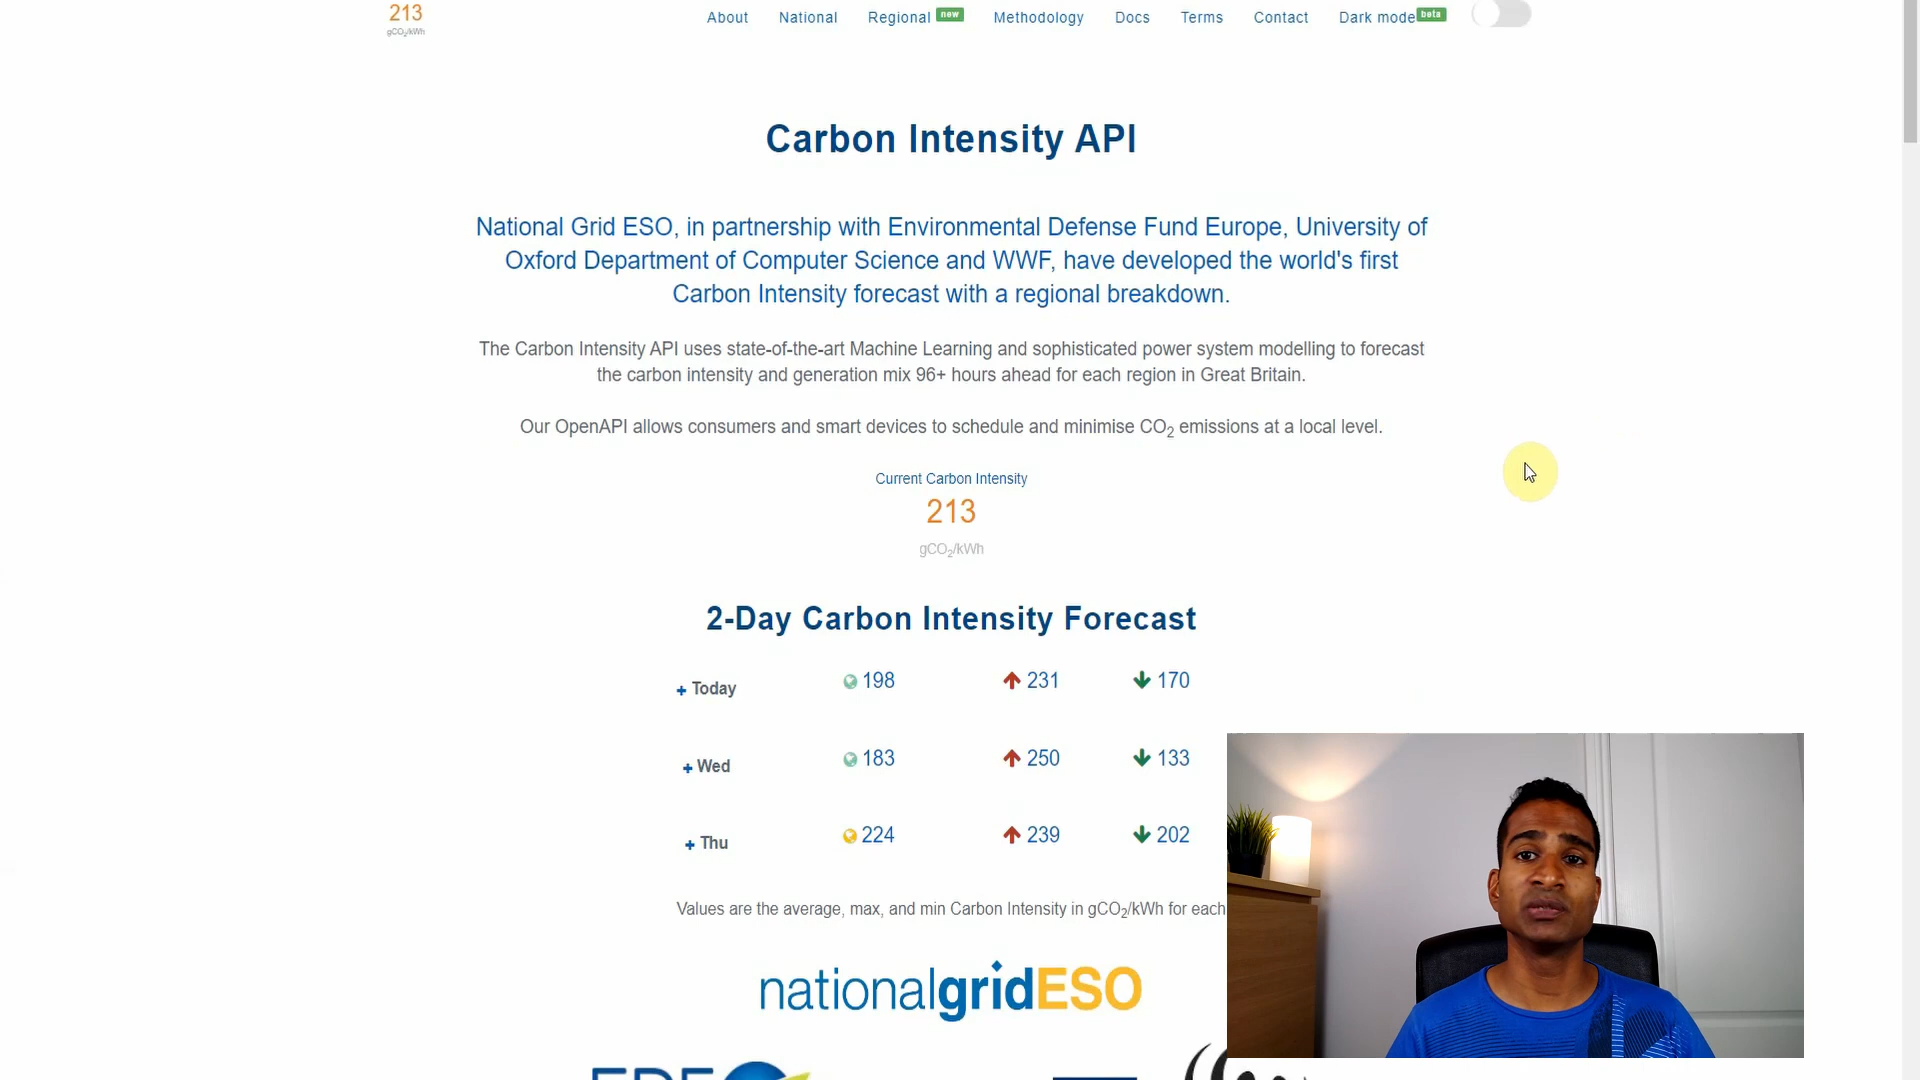 213
gCO₂/kWh
About National Regional new Methodology Docs Terms Contact Dark mode beta
Carbon Intensity API
National Grid ESO, in partnership with Environmental Defense Fund Europe, University of
Oxford Department of Computer Science and WWF, have developed the world's first
Carbon Intensity forecast with a regional breakdown.
The Carbon Intensity API uses state-of-the-art Machine Learning and sophisticated power system modelling to forecast
the carbon intensity and generation mix 96+ hours ahead for each region in Great Britain.
Our OpenAPI allows consumers and smart devices to schedule and minimise CO₂ emissions at a local level.
Current Carbon Intensity
213
gCO₂/kWh
2-Day Carbon Intensity Forecast
+ Today 198 231 170
+ Wed 183 250 133
+ Thu 224 239 202
Values are the average, max, and min Carbon Intensity in gCO₂/kWh for each
nationalgridESO